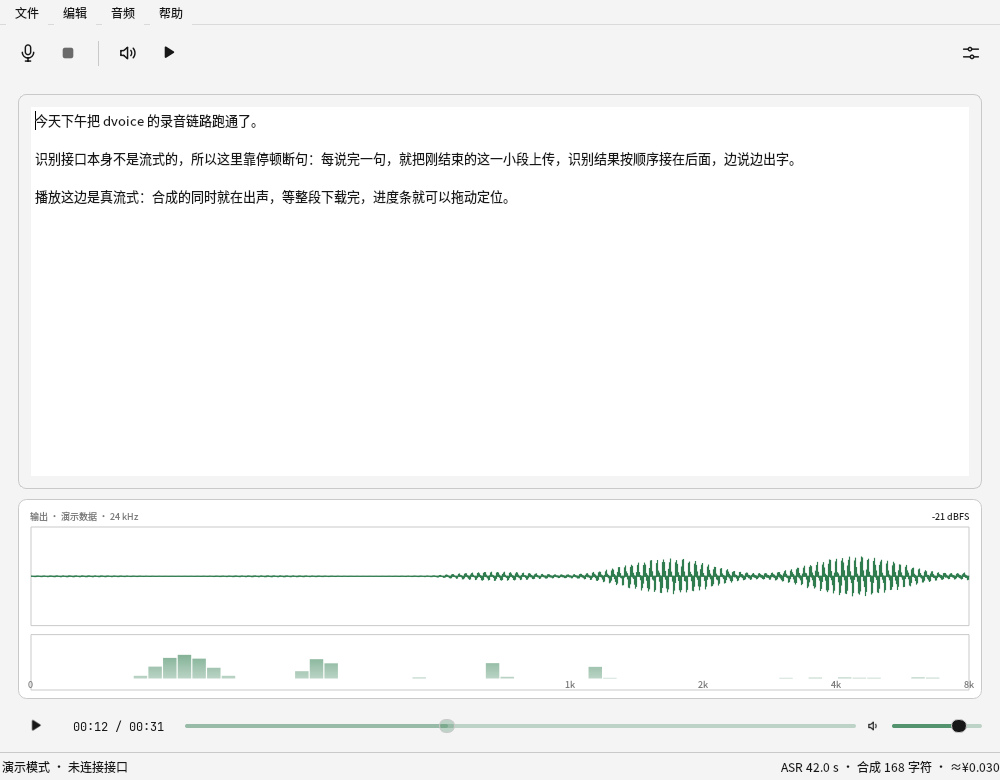 文件 编辑 音频 帮助
今天下午把 dvoice 的录音链路跑通了。
识别接口本身不是流式的，所以这里靠停顿断句：每说完一句，就把刚结束的这一小段上传，识别结果按顺序接在后面，边说边出字。
播放这边是真流式：合成的同时就在出声，等整段下载完，进度条就可以拖动定位。
输出 · 演示数据 · 24 kHz -21 dBFS
0 1k 2k 4k 8k
00:12 / 00:31
演示模式 · 未连接接口 ASR 42.0 s · 合成 168 字符 · ≈¥0.030